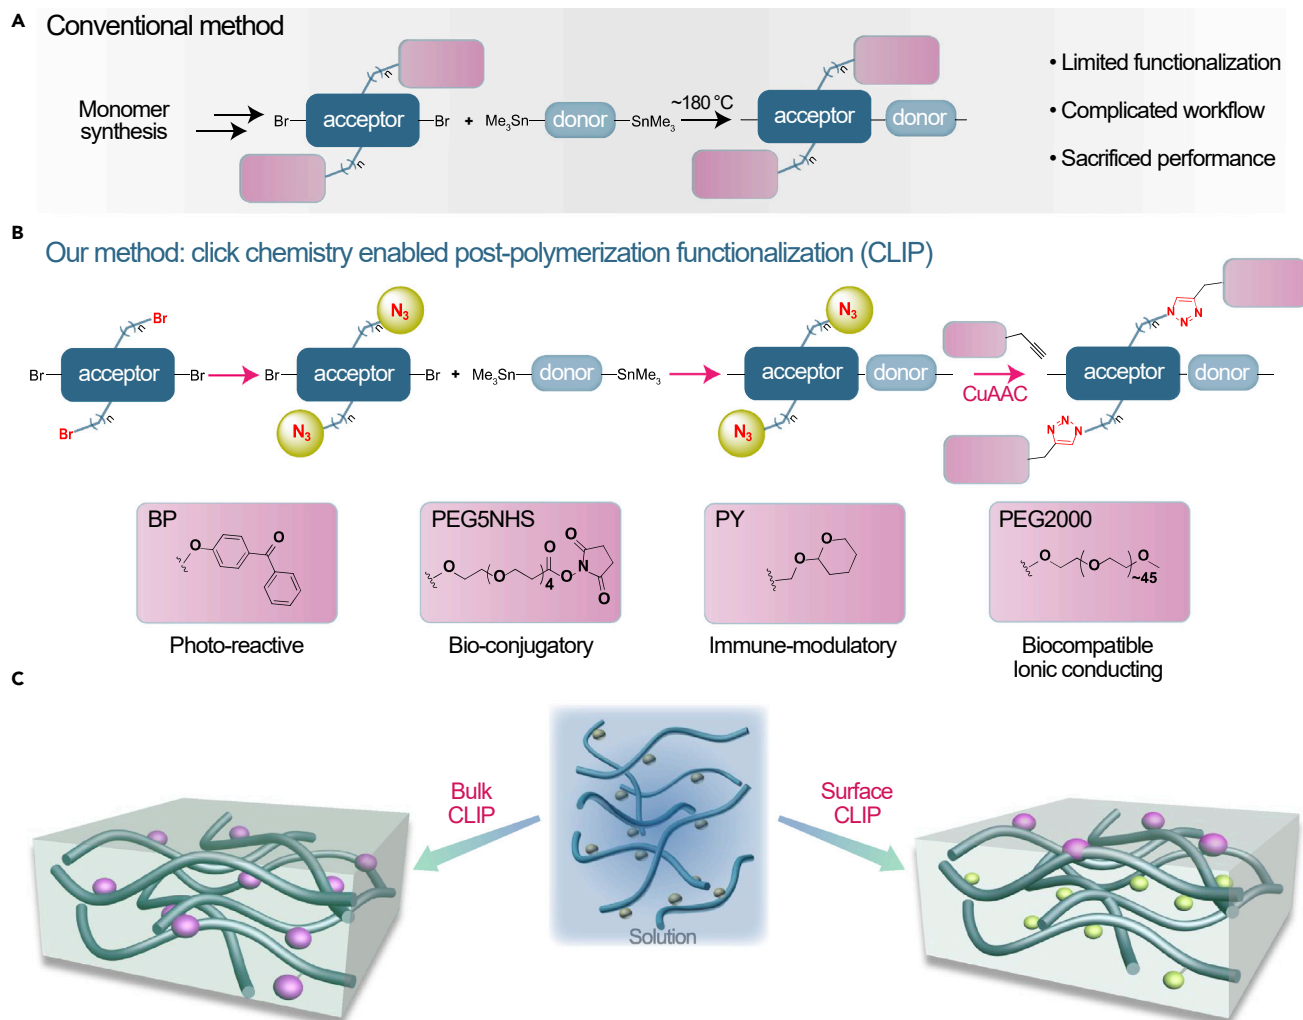 A
Conventional method
Monomer
synthesis
Br
acceptor
Br
n
n
+
Me3Sn
donor
SnMe3
~180 °C
acceptor
donor
n
n
• Limited functionalization
• Complicated workflow
• Sacrificed performance
B
Our method: click chemistry enabled post-polymerization functionalization (CLIP)
Br
n
Br
acceptor
Br
Br
n
N3
n
Br
acceptor
Br
N3
n
+
Me3Sn
donor
SnMe3
N3
n
acceptor
donor
N3
n
CuAAC
n
N
N
N
acceptor
donor
N
N
N
n
BP
O
O
Photo-reactive
PEG5NHS
O
O
4
O
O
N
O
O
Bio-conjugatory
PY
O
O
Immune-modulatory
PEG2000
O
O
O
~45
Biocompatible
Ionic conducting
C
Bulk
CLIP
Solution
Surface
CLIP